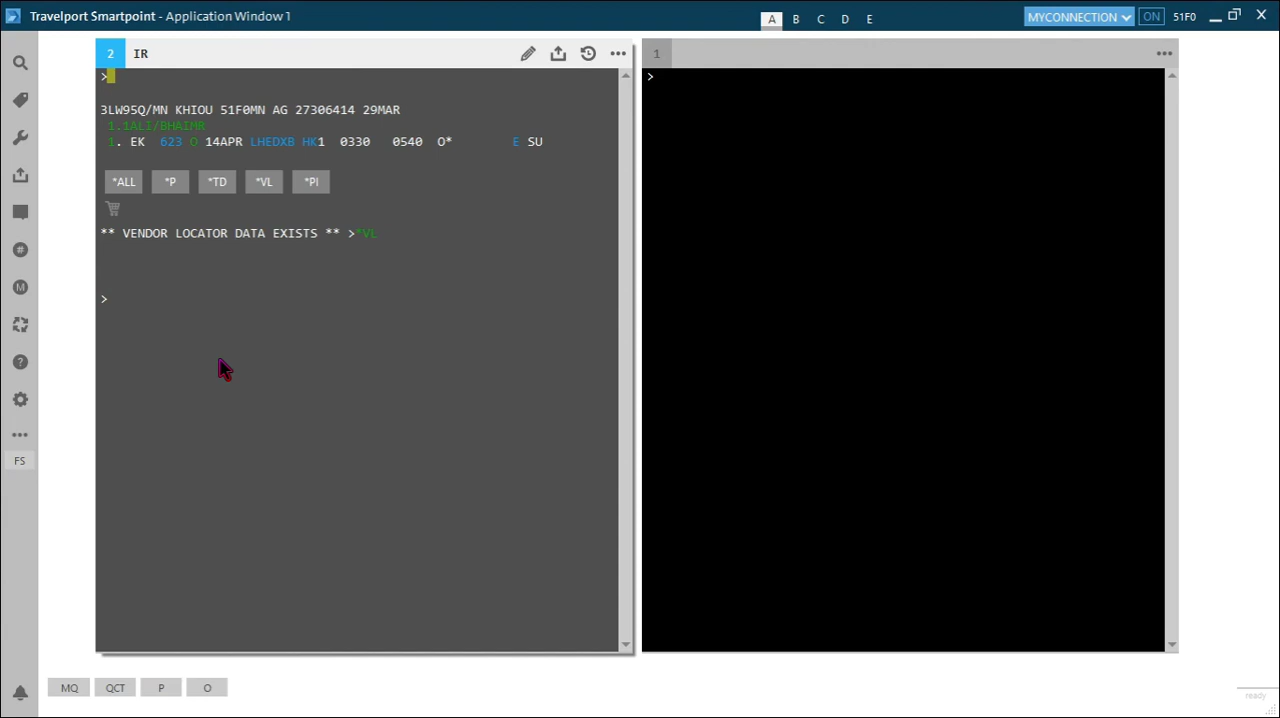 Travelport Smartpoint - Application Window 1
A B C D E
MYCONNECTION ON 51F0
2 IR
1
>
>
3LW95Q/MN KHIOU 51F0MN AG 27306414 29MAR
1.1ALI/BHAIMR
1. EK 623 O 14APR LHEDXB HK1 0330 0540 O* E SU
*ALL *P *TD *VL *PI
** VENDOR LOCATOR DATA EXISTS ** >*VL
>
#
M
?
FS
MQ QCT P O
ready